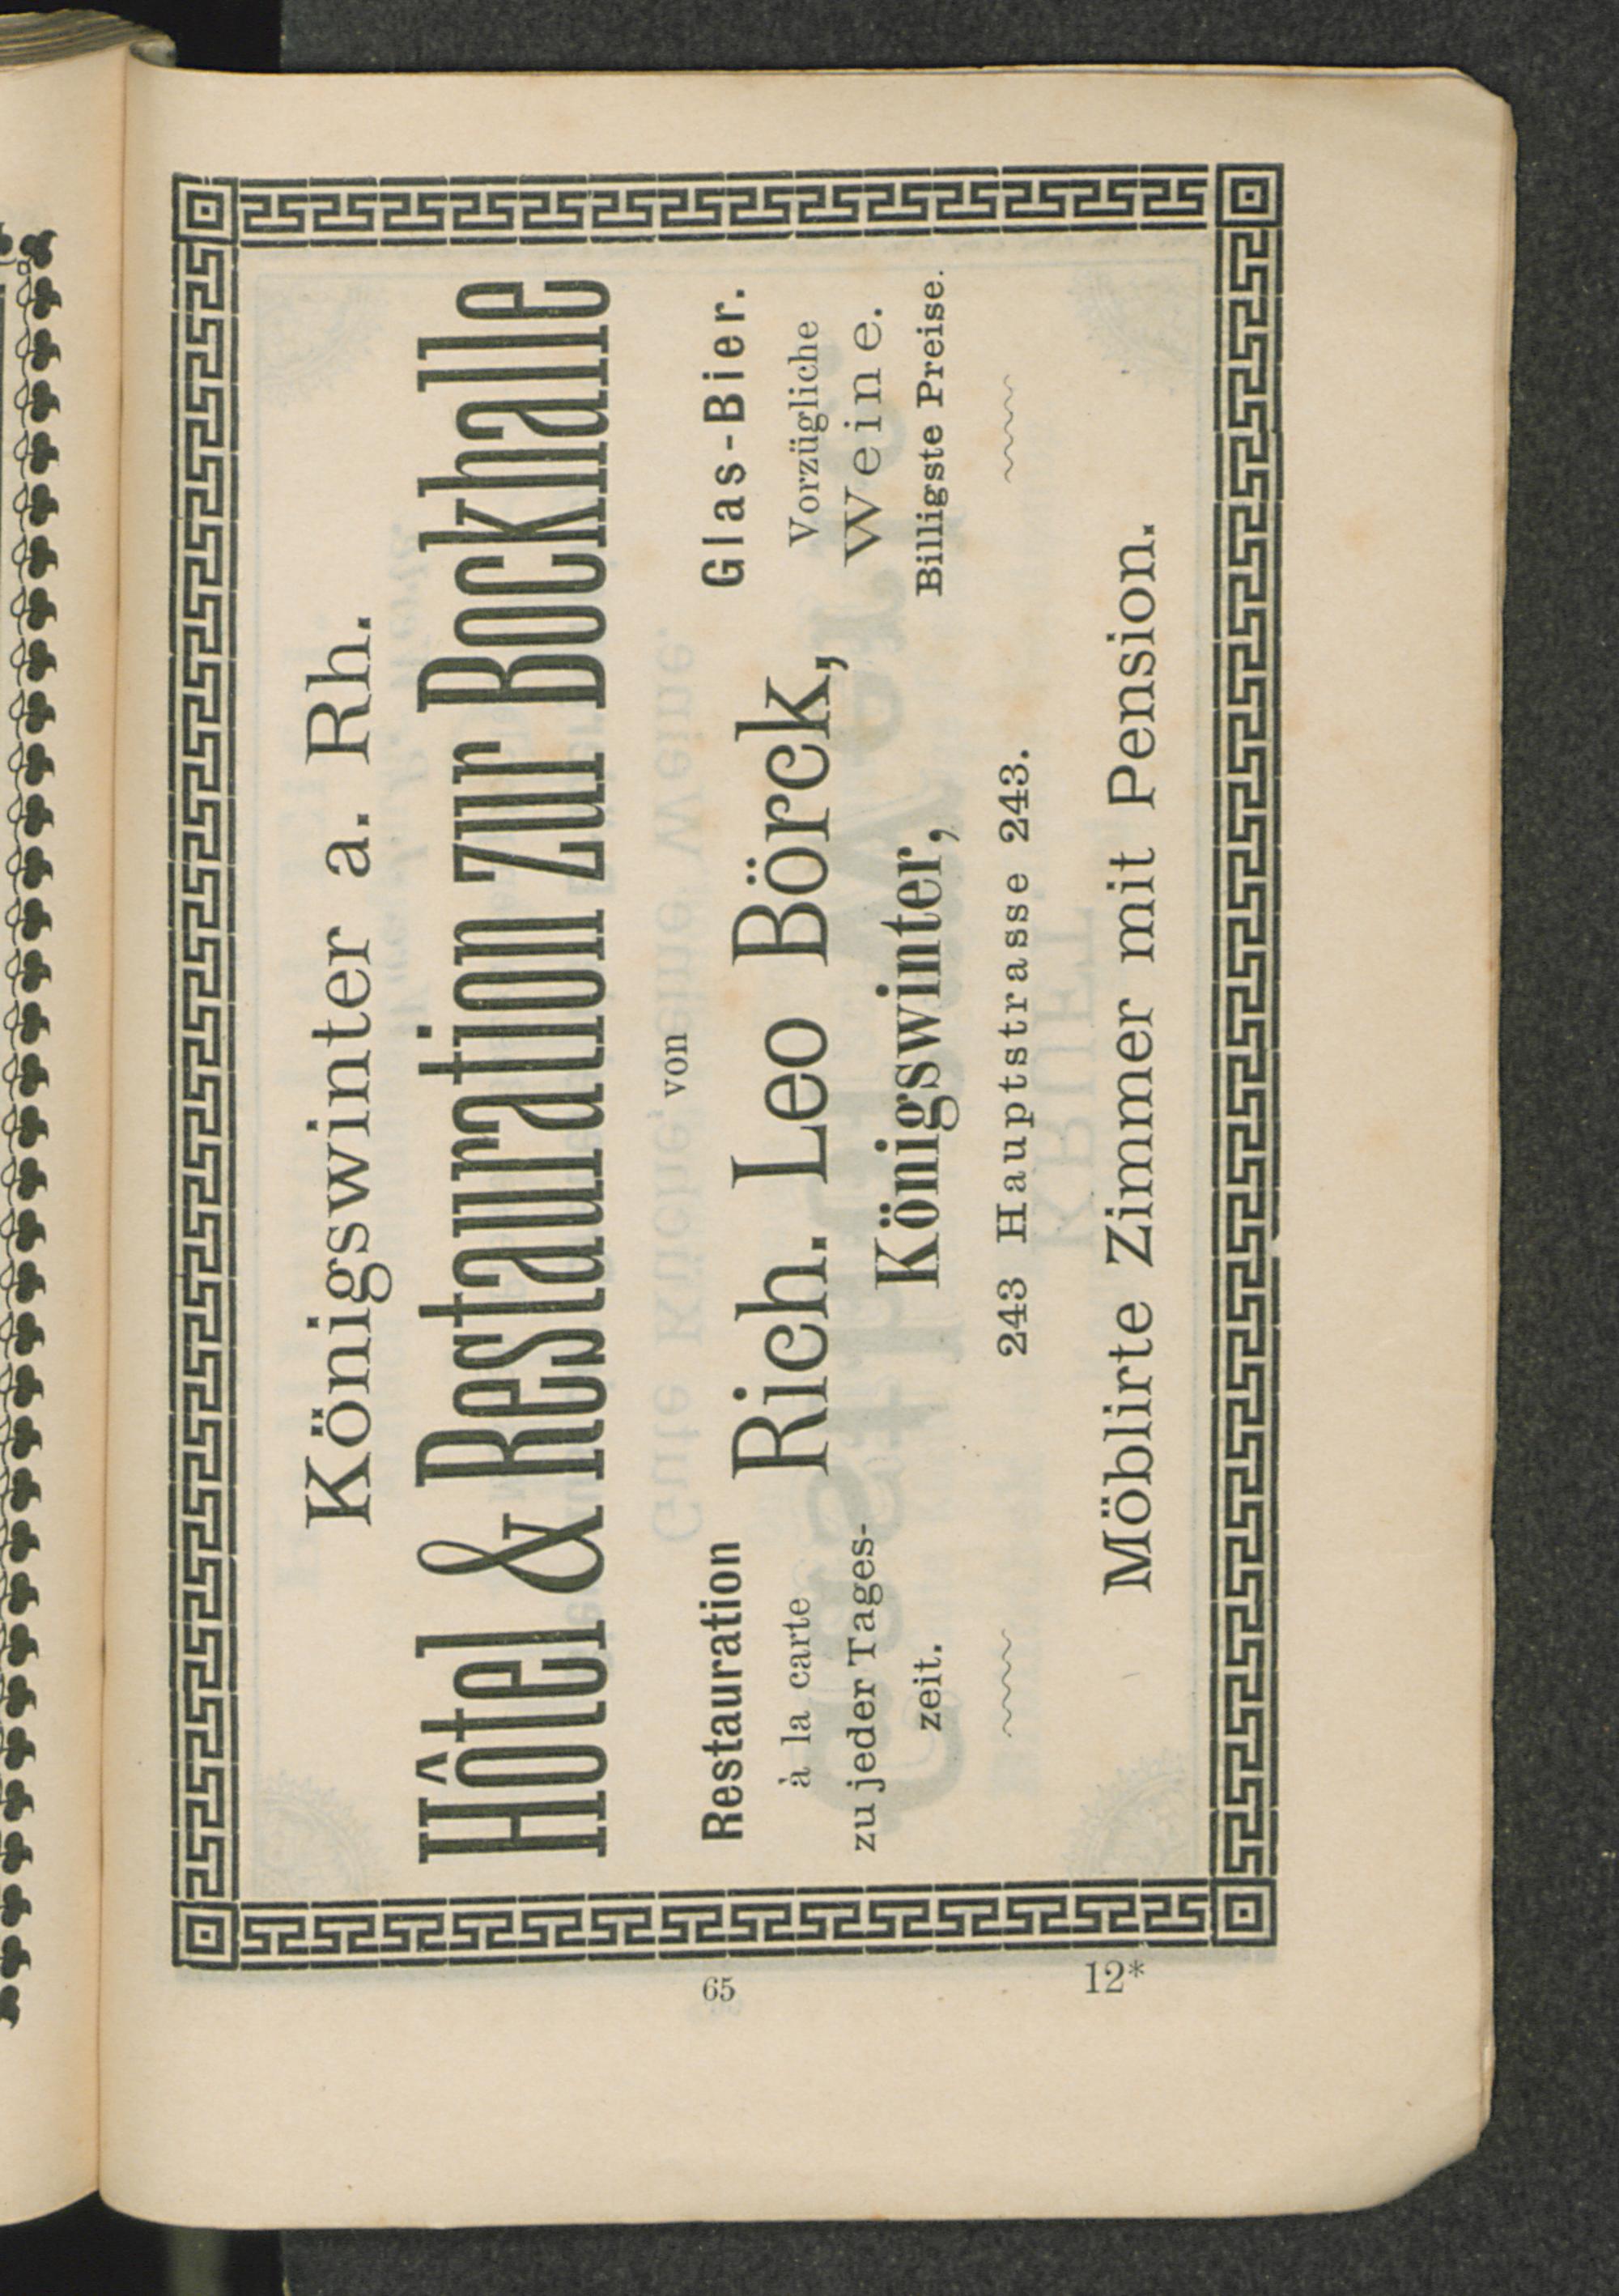 Königswinter a. Rh.
Hôtel & Restauration zur Bockhalle
von
Restauration
à la carte
zu jeder Tages-
zeit.
Rich. Leo Börck,
Königswinter,
243 Hauptstrasse 243.
Glas-Bier.
Vorzügliche
Weine.
Billigste Preise.
Möblirte Zimmer mit Pension.
65
12*